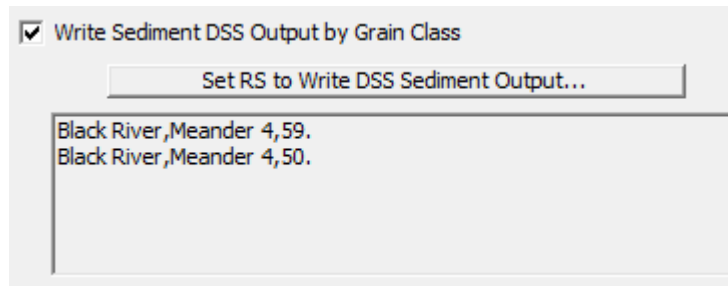 Write Sediment DSS Output by Grain Class
Set RS to Write DSS Sediment Output...
Black River,Meander 4,59.
Black River,Meander 4,50.